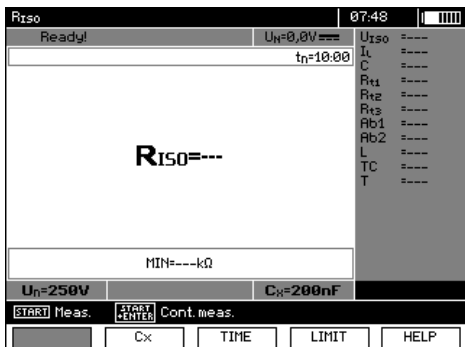 RISO 07:48
Ready! UN=0,0V
tn=10:00
UISO =---
IL =---
C =---
Rt1 =---
Rt2 =---
Rt3 =---
Ab1 =---
Ab2 =---
L =---
TC =---
T =---
RISO=---
MIN=---kΩ
Un=250V Cx=200nF
START Meas. START +ENTER Cont. meas.
Cx TIME LIMIT HELP